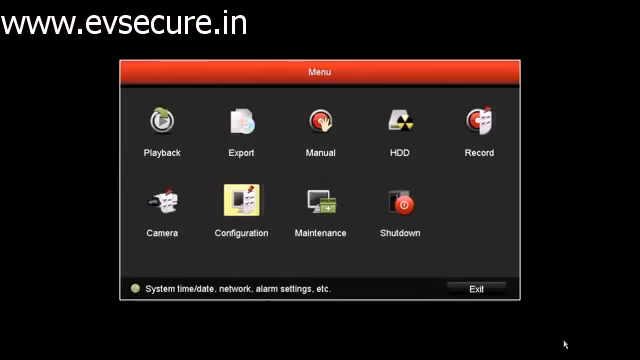 www.evsecure.in
Menu
Playback Export Manual HDD Record
Camera Configuration Maintenance Shutdown
System time/date, network, alarm settings, etc. Exit